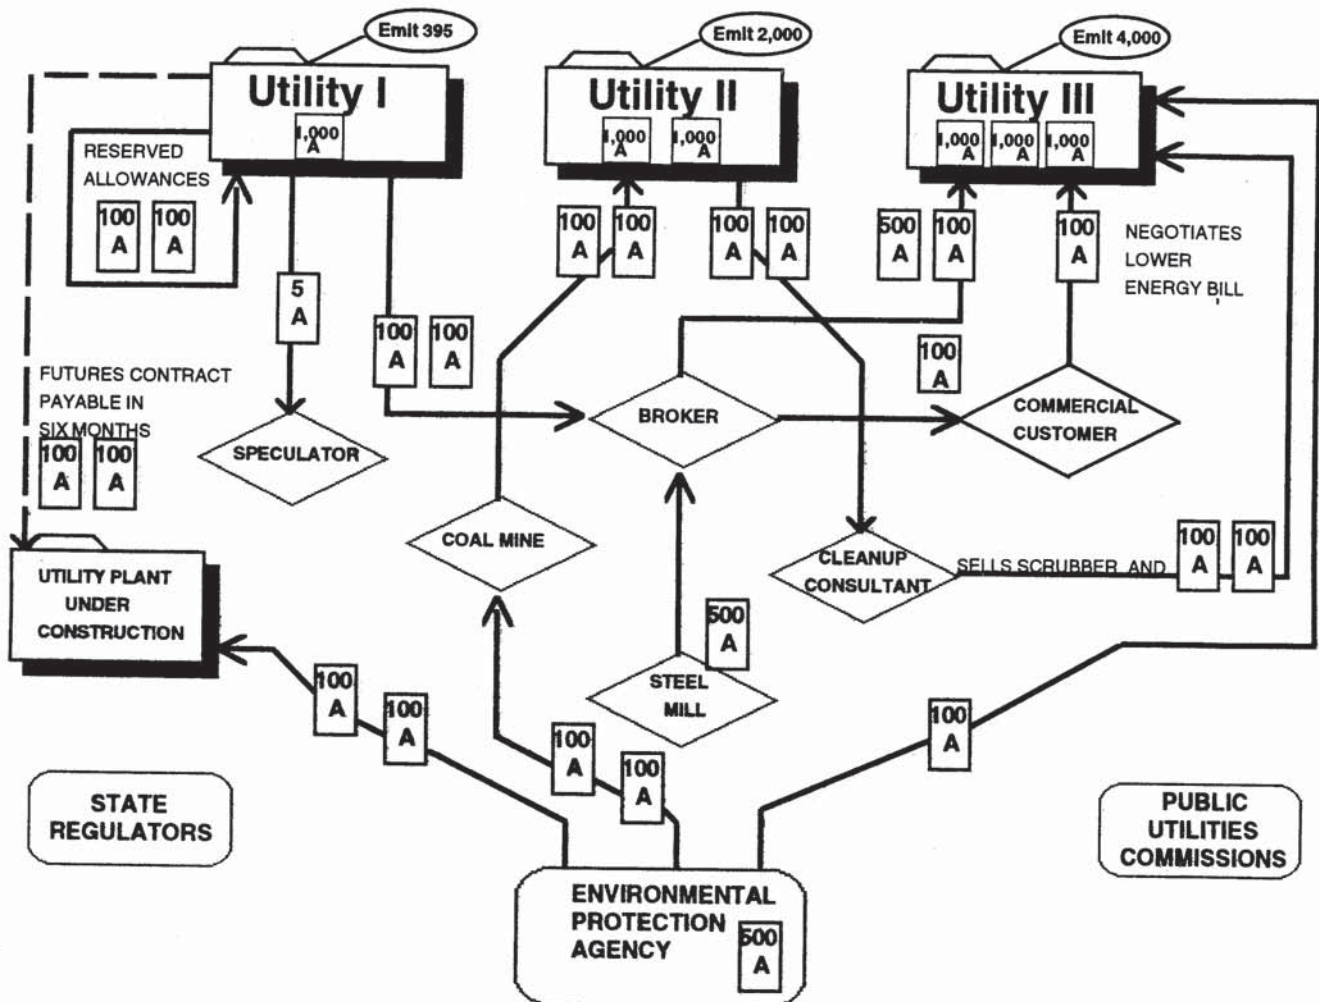 Emit 395
Emit 2,000
Emit 4,000
Utility I
Utility II
Utility III
1,000
A
1,000
A
1,000
A
1,000
A
1,000
A
1,000
A
RESERVED
ALLOWANCES
100
A
100
A
5
A
100
A
100
A
100
A
100
A
100
A
100
A
500
A
100
A
100
A
NEGOTIATES
LOWER
ENERGY BILL
100
A
FUTURES CONTRACT
PAYABLE IN
SIX MONTHS
100
A
100
A
SPECULATOR
BROKER
COMMERCIAL
CUSTOMER
COAL MINE
CLEANUP
CONSULTANT
SELLS SCRUBBER AND
100
A
100
A
UTILITY PLANT
UNDER
CONSTRUCTION
500
A
STEEL
MILL
100
A
100
A
100
A
100
A
100
A
STATE
REGULATORS
PUBLIC
UTILITIES
COMMISSIONS
ENVIRONMENTAL
PROTECTION
AGENCY
500
A